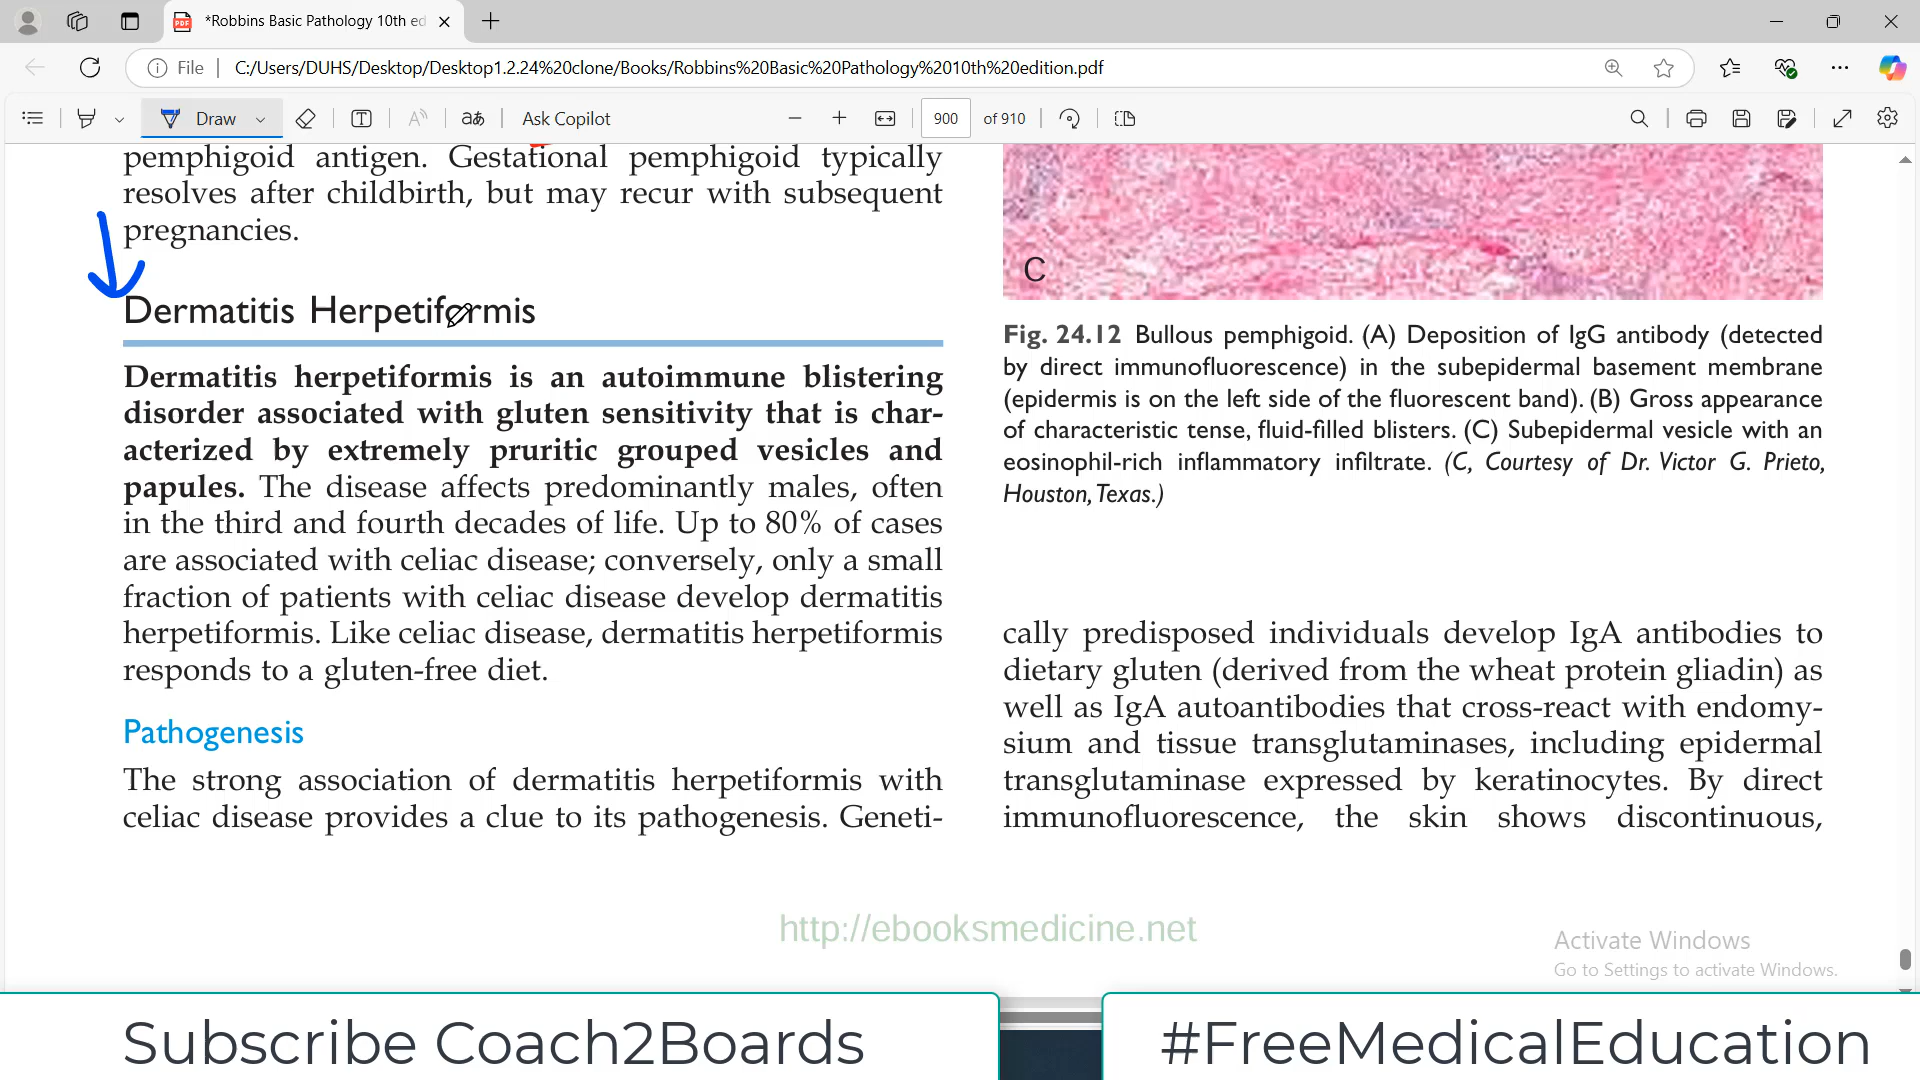 *Robbins Basic Pathology 10th ed
File
C:/Users/DUHS/Desktop/Desktop1.2.24%20clone/Books/Robbins%20Basic%20Pathology%2010th%20edition.pdf
Draw
Ask Copilot
900 of 910
pemphigoid antigen. Gestational pemphigoid typically
resolves after childbirth, but may recur with subsequent
pregnancies.
Dermatitis Herpetiformis
Dermatitis herpetiformis is an autoimmune blistering
disorder associated with gluten sensitivity that is char-
acterized by extremely pruritic grouped vesicles and
papules. The disease affects predominantly males, often
in the third and fourth decades of life. Up to 80% of cases
are associated with celiac disease; conversely, only a small
fraction of patients with celiac disease develop dermatitis
herpetiformis. Like celiac disease, dermatitis herpetiformis
responds to a gluten-free diet.
Pathogenesis
The strong association of dermatitis herpetiformis with
celiac disease provides a clue to its pathogenesis. Geneti-
C
Fig. 24.12 Bullous pemphigoid. (A) Deposition of IgG antibody (detected
by direct immunofluorescence) in the subepidermal basement membrane
(epidermis is on the left side of the fluorescent band). (B) Gross appearance
of characteristic tense, fluid-filled blisters. (C) Subepidermal vesicle with an
eosinophil-rich inflammatory infiltrate. (C, Courtesy of Dr. Victor G. Prieto,
Houston, Texas.)
cally predisposed individuals develop IgA antibodies to
dietary gluten (derived from the wheat protein gliadin) as
well as IgA autoantibodies that cross-react with endomy-
sium and tissue transglutaminases, including epidermal
transglutaminase expressed by keratinocytes. By direct
immunofluorescence, the skin shows discontinuous,
http://ebooksmedicine.net
Activate Windows
Go to Settings to activate Windows.
Subscribe Coach2Boards
#FreeMedicalEducation